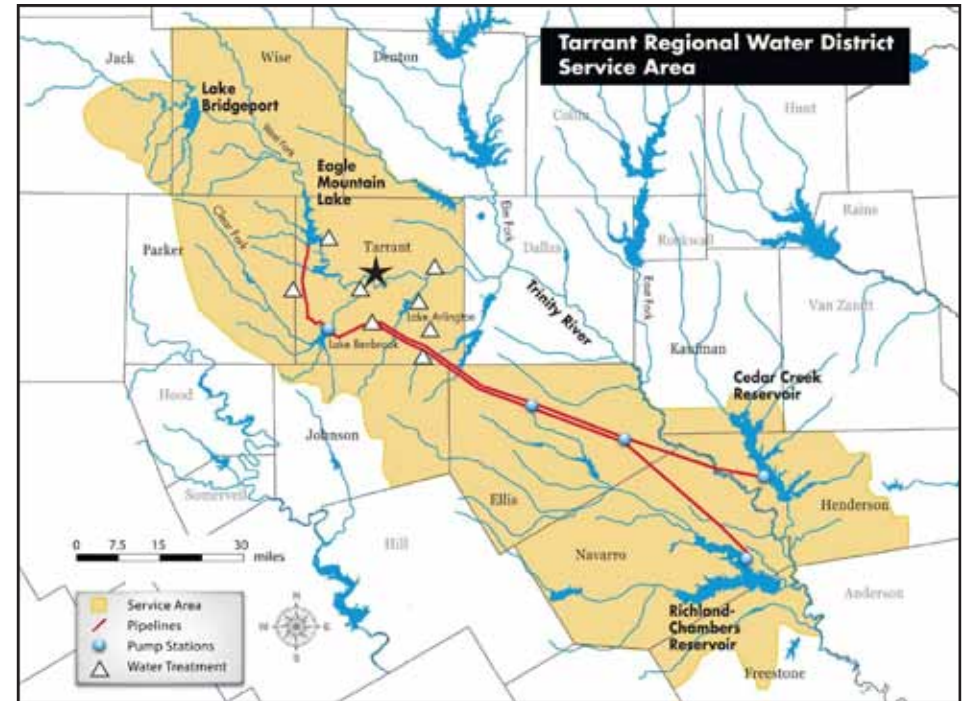 Tarrant Regional Water District
Service Area
Jack
Wise
Denton
Collin
Hunt
Lake
Bridgeport
West Fork
Eagle
Mountain
Lake
Elm Fork
Clear Fork
Parker
Tarrant
Dallas
Rockwall
Rains
East Fork
Trinity River
Van Zandt
Lake Arlington
Lake Benbrook
Kaufman
Cedar Creek
Reservoir
Hood
Johnson
Somervell
Ellis
Henderson
Hill
Navarro
Anderson
Richland-
Chambers
Reservoir
Freestone
0 7.5 15 30
miles
Service Area
Pipelines
Pump Stations
Water Treatment
N
W
E
S